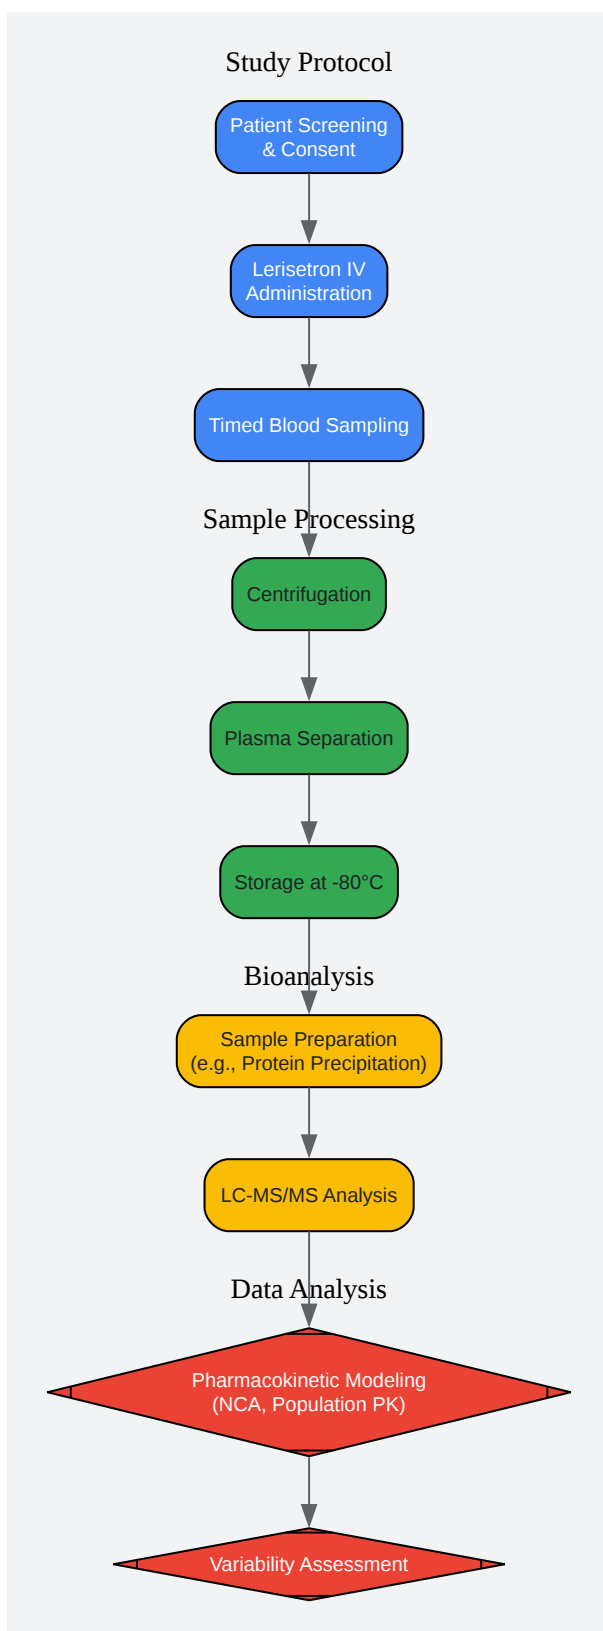 Study Protocol
Patient Screening
& Consent
Lerisetron IV
Administration
Timed Blood Sampling
Sample Processing
Centrifugation
Plasma Separation
Storage at -80°C
Bioanalysis
Sample Preparation
(e.g., Protein Precipitation)
LC-MS/MS Analysis
Data Analysis
Pharmacokinetic Modeling
(NCA, Population PK)
Variability Assessment